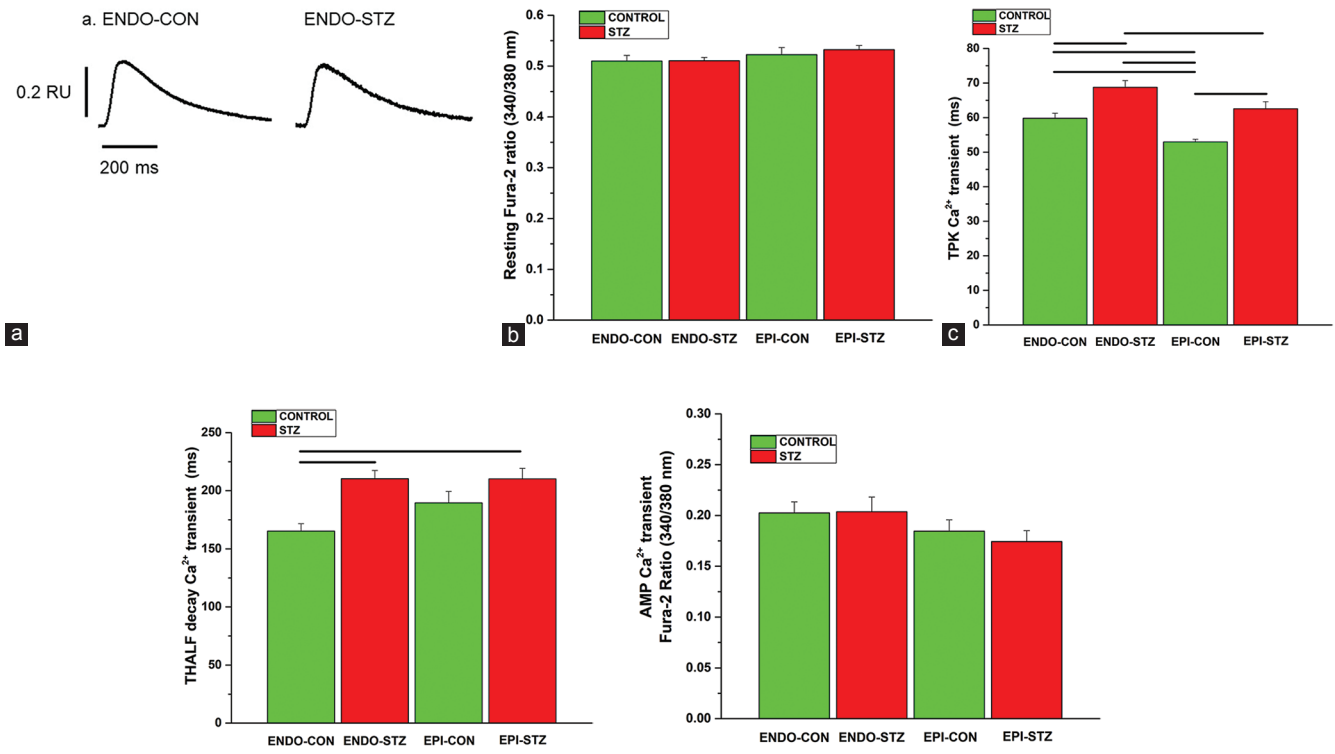 a. ENDO-CON
ENDO-STZ
0.2 RU
200 ms
a
CONTROL
STZ
Resting Fura-2 ratio (340/380 nm)
0.6
0.5
0.4
0.3
0.2
0.1
0.0
ENDO-CON ENDO-STZ EPI-CON EPI-STZ
b
CONTROL
STZ
TPK Ca²⁺ transient (ms)
80
70
60
50
40
30
20
10
0
ENDO-CON ENDO-STZ EPI-CON EPI-STZ
c
CONTROL
STZ
THALF decay Ca²⁺ transient (ms)
250
200
150
100
50
0
ENDO-CON ENDO-STZ EPI-CON EPI-STZ
CONTROL
STZ
AMP Ca²⁺ transient
Fura-2 Ratio (340/380 nm)
0.30
0.25
0.20
0.15
0.10
0.05
0.00
ENDO-CON ENDO-STZ EPI-CON EPI-STZ